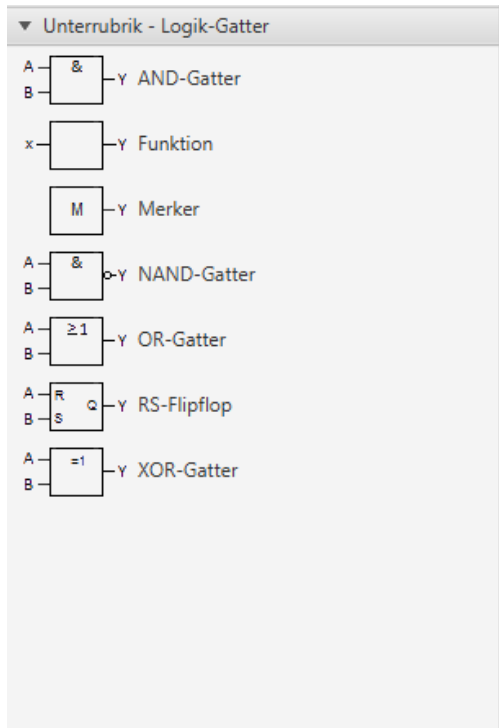 Unterrubrik - Logik-Gatter
A & Y AND-Gatter
B
x Y Funktion
M Y Merker
A & Y NAND-Gatter
B
A ≥1 Y OR-Gatter
B
A R Q Y RS-Flipflop
B S
A =1 Y XOR-Gatter
B